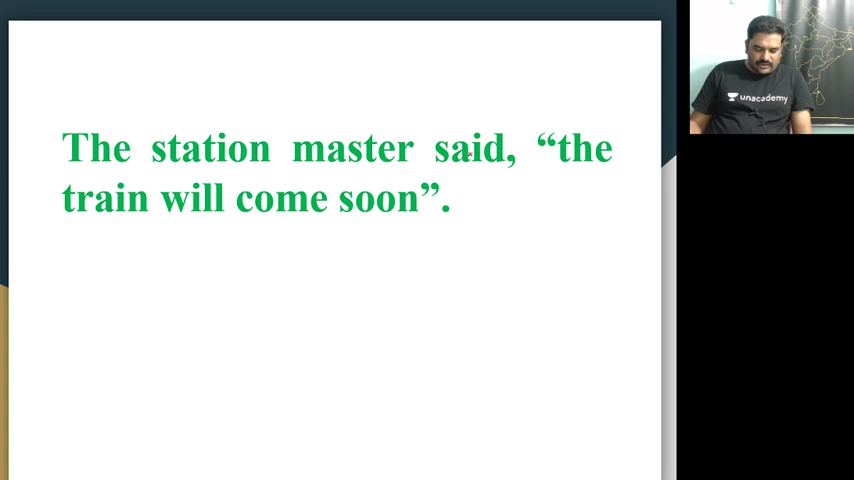 The station master said, “the
train will come soon”.
unacademy